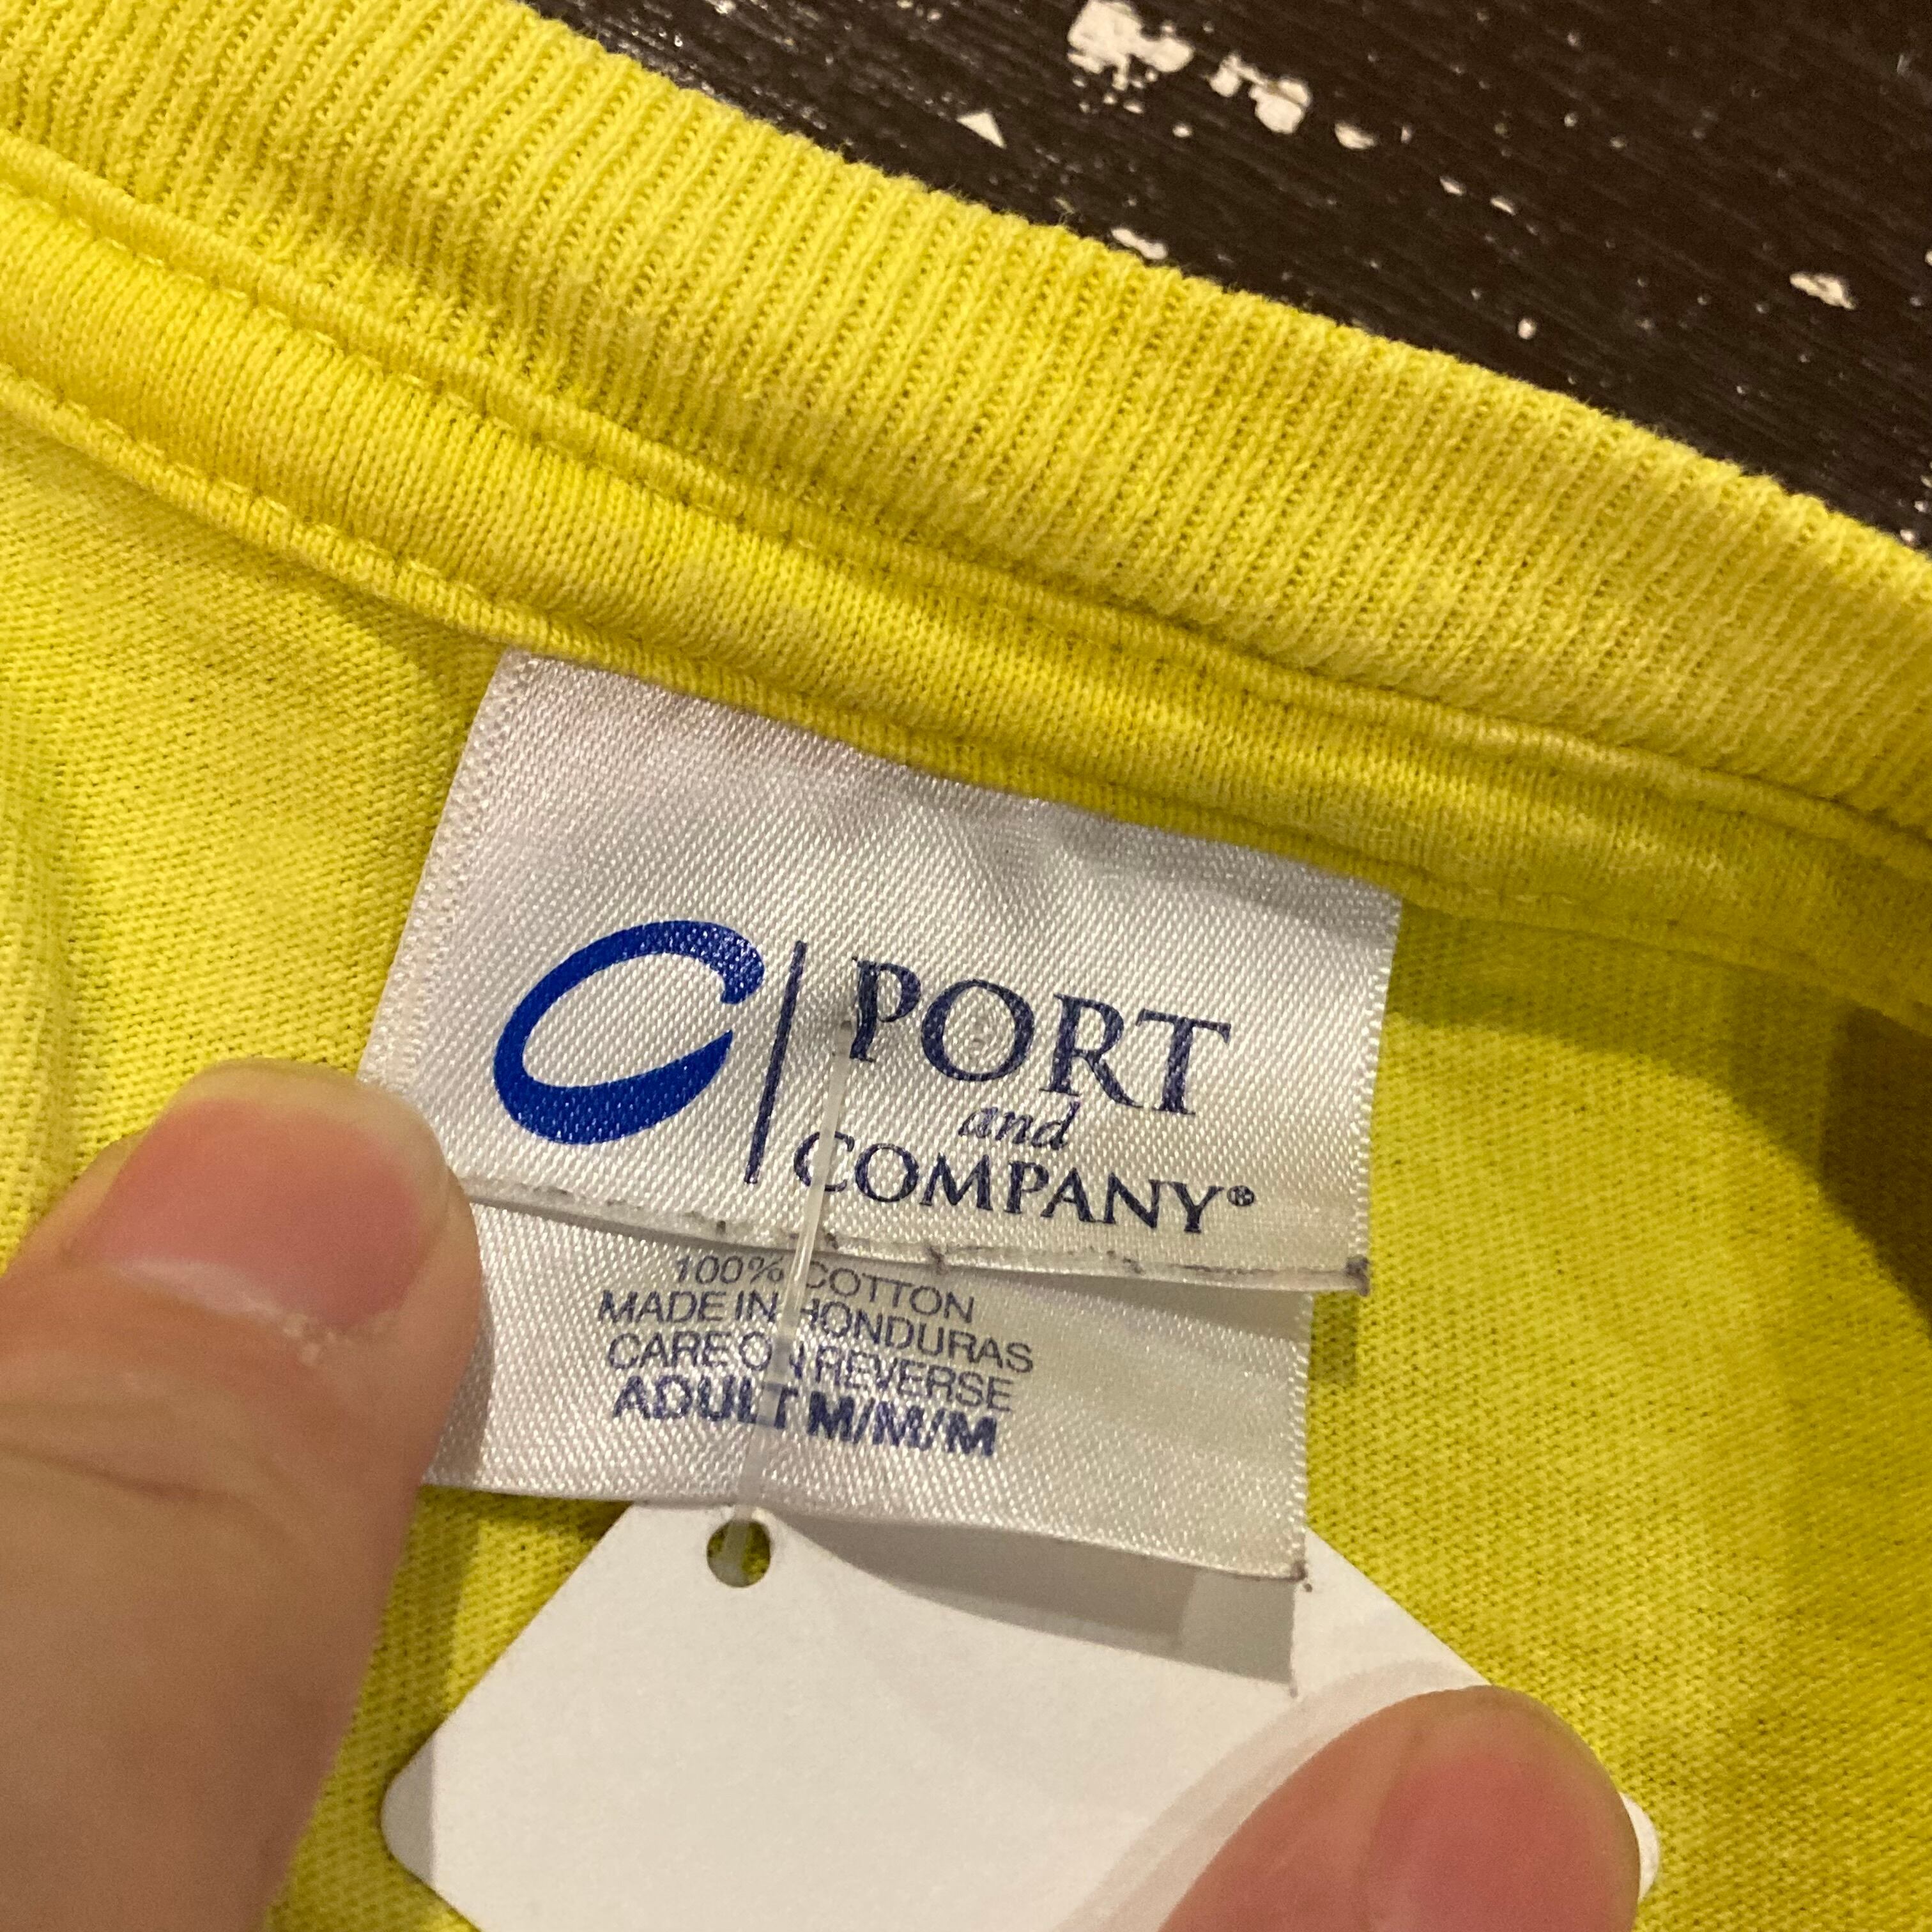 PORT
and
COMPANY®
100% COTTON
MADE IN HONDURAS
CARE ON REVERSE
ADULT M/M/M